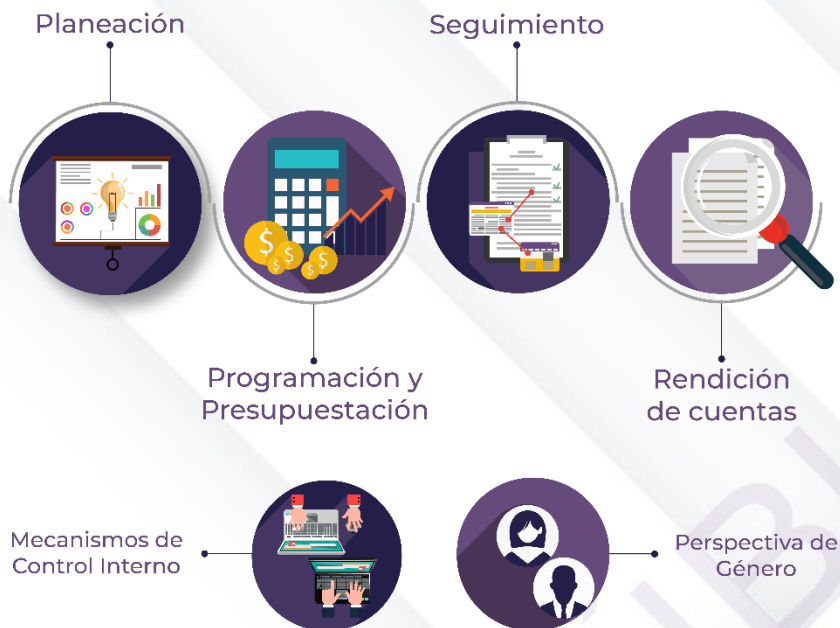 Planeación
Seguimiento
Programación y
Presupuestación
Rendición
de cuentas
Mecanismos de
Control Interno
Perspectiva de
Género
$
$
$
$
$